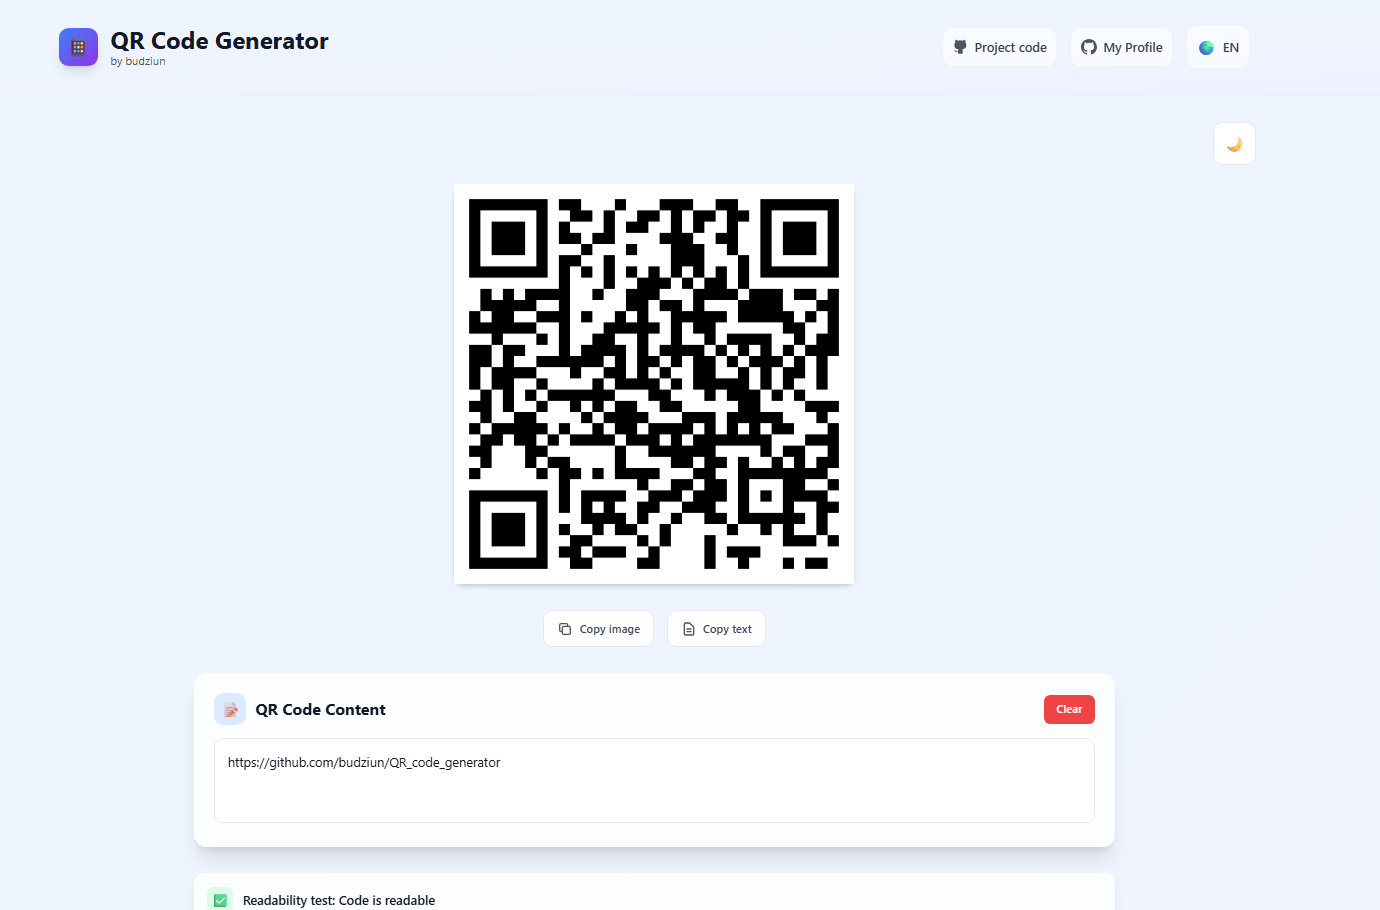 QR Code Generator
by budziun
Project code
My Profile
EN
Copy image
Copy text
QR Code Content
Clear
https://github.com/budziun/QR_code_generator
Readability test: Code is readable